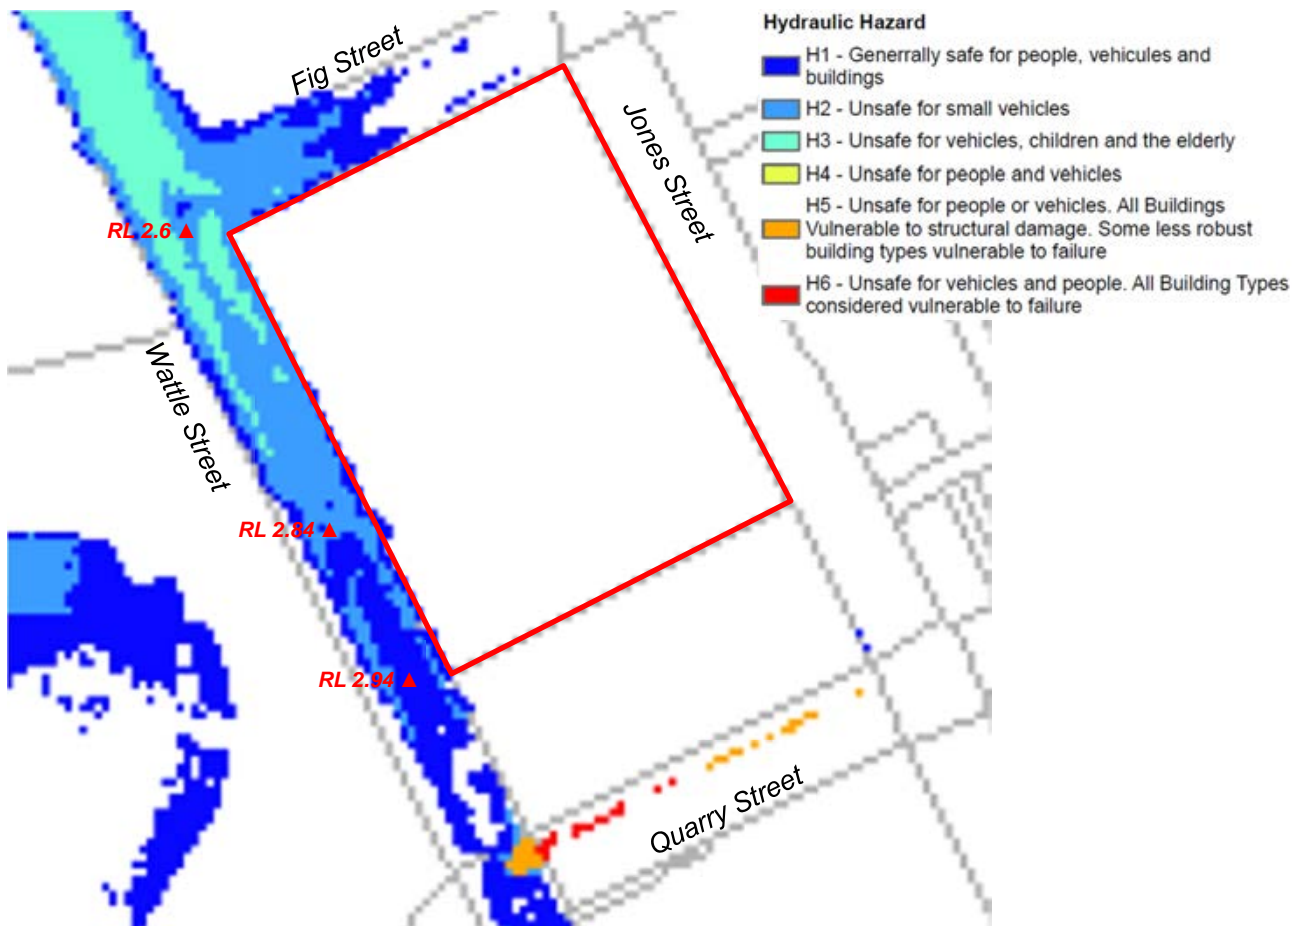 Fig Street
Jones Street
RL 2.6
Wattle Street
RL 2.84
RL 2.94
Quarry Street
Hydraulic Hazard
H1 - Generrally safe for people, vehicules and
buildings
H2 - Unsafe for small vehicles
H3 - Unsafe for vehicles, children and the elderly
H4 - Unsafe for people and vehicles
H5 - Unsafe for people or vehicles. All Buildings
Vulnerable to structural damage. Some less robust
building types vulnerable to failure
H6 - Unsafe for vehicles and people. All Building Types
considered vulnerable to failure